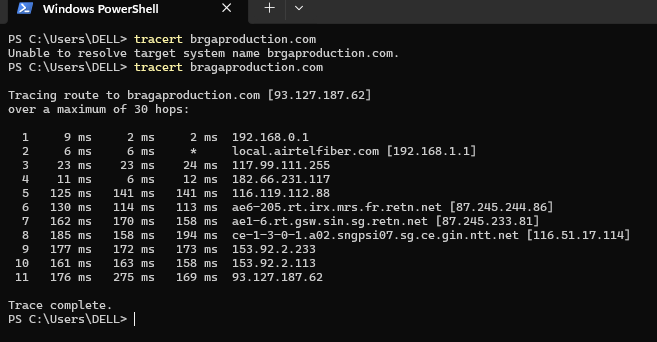 Windows PowerShell
PS C:\Users\DELL> tracert brgaproduction.com
Unable to resolve target system name brgaproduction.com.
PS C:\Users\DELL> tracert bragaproduction.com
Tracing route to bragaproduction.com [93.127.187.62]
over a maximum of 30 hops:
1 9 ms 2 ms 2 ms 192.168.0.1
2 6 ms 6 ms * local.airtelfiber.com [192.168.1.1]
3 23 ms 23 ms 24 ms 117.99.111.255
4 11 ms 6 ms 12 ms 182.66.231.117
5 125 ms 141 ms 141 ms 116.119.112.88
6 130 ms 114 ms 113 ms ae6-205.rt.irx.mrs.fr.retn.net [87.245.244.86]
7 162 ms 170 ms 158 ms ae1-6.rt.gsw.sin.sg.retn.net [87.245.233.81]
8 185 ms 158 ms 194 ms ce-1-3-0-1.a02.sngpsi07.sg.ce.gin.ntt.net [116.51.17.114]
9 177 ms 172 ms 173 ms 153.92.2.233
10 161 ms 163 ms 158 ms 153.92.2.113
11 176 ms 275 ms 169 ms 93.127.187.62
Trace complete.
PS C:\Users\DELL>